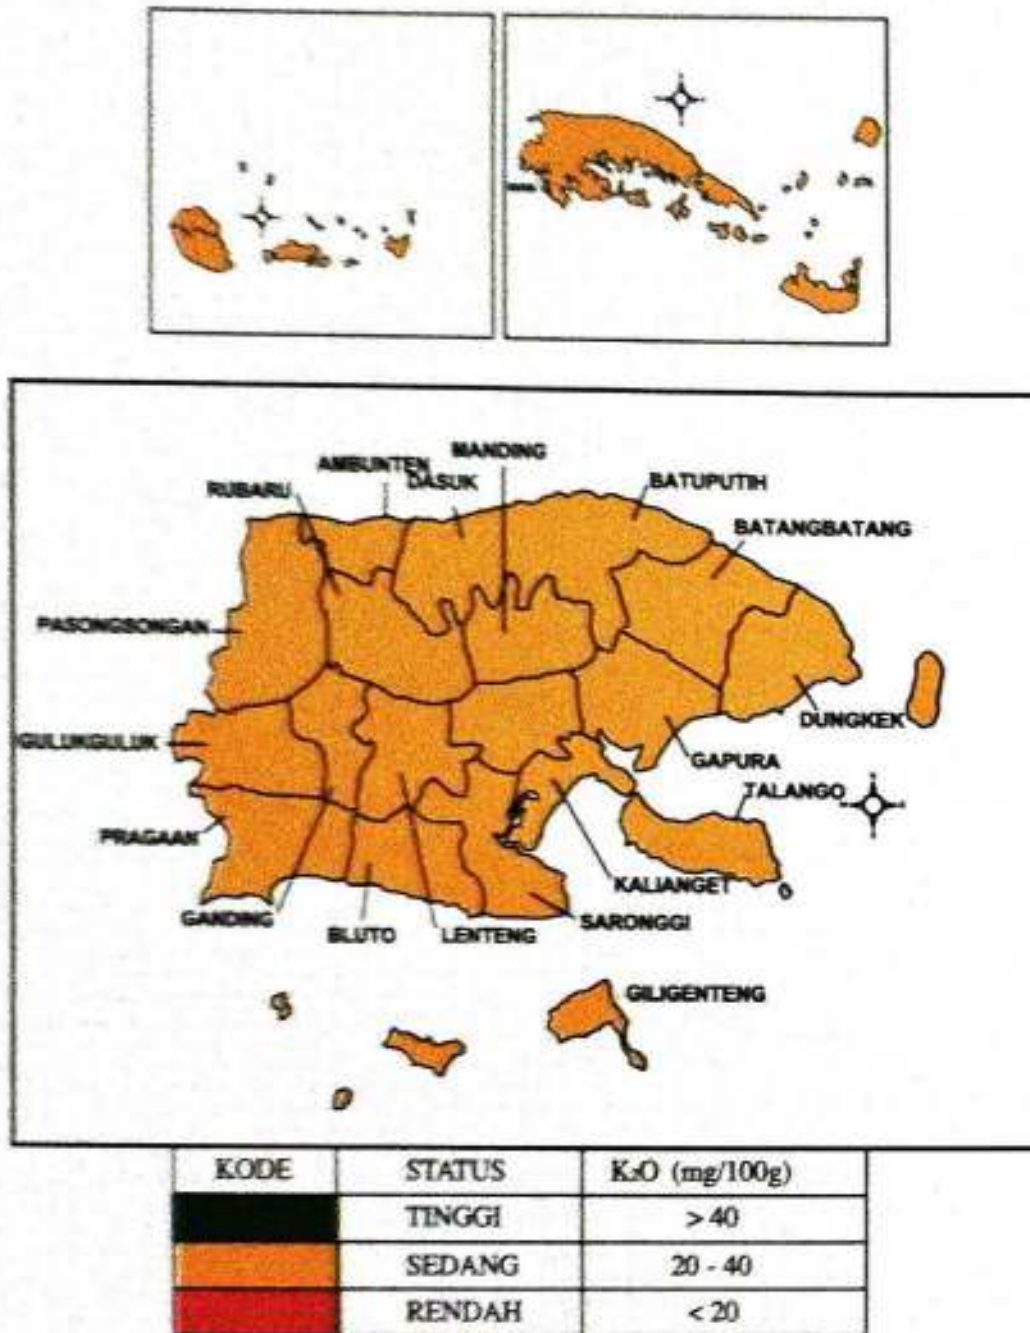 MANDING
AMBUNTEN
DASUK
RUBARU
BATUPUTIH
BATANGBATANG
PASONGSONGAN
DUNGKEK
GULUKGULUK
GAPURA
TALANGO
PRAGAAN
KALIANGET
GANDING
BLUTO
LENTENG
SARONGGI
GILIGENTENG
KODE STATUS K₂O (mg/100g)
TINGGI > 40
SEDANG 20 - 40
RENDAH < 20